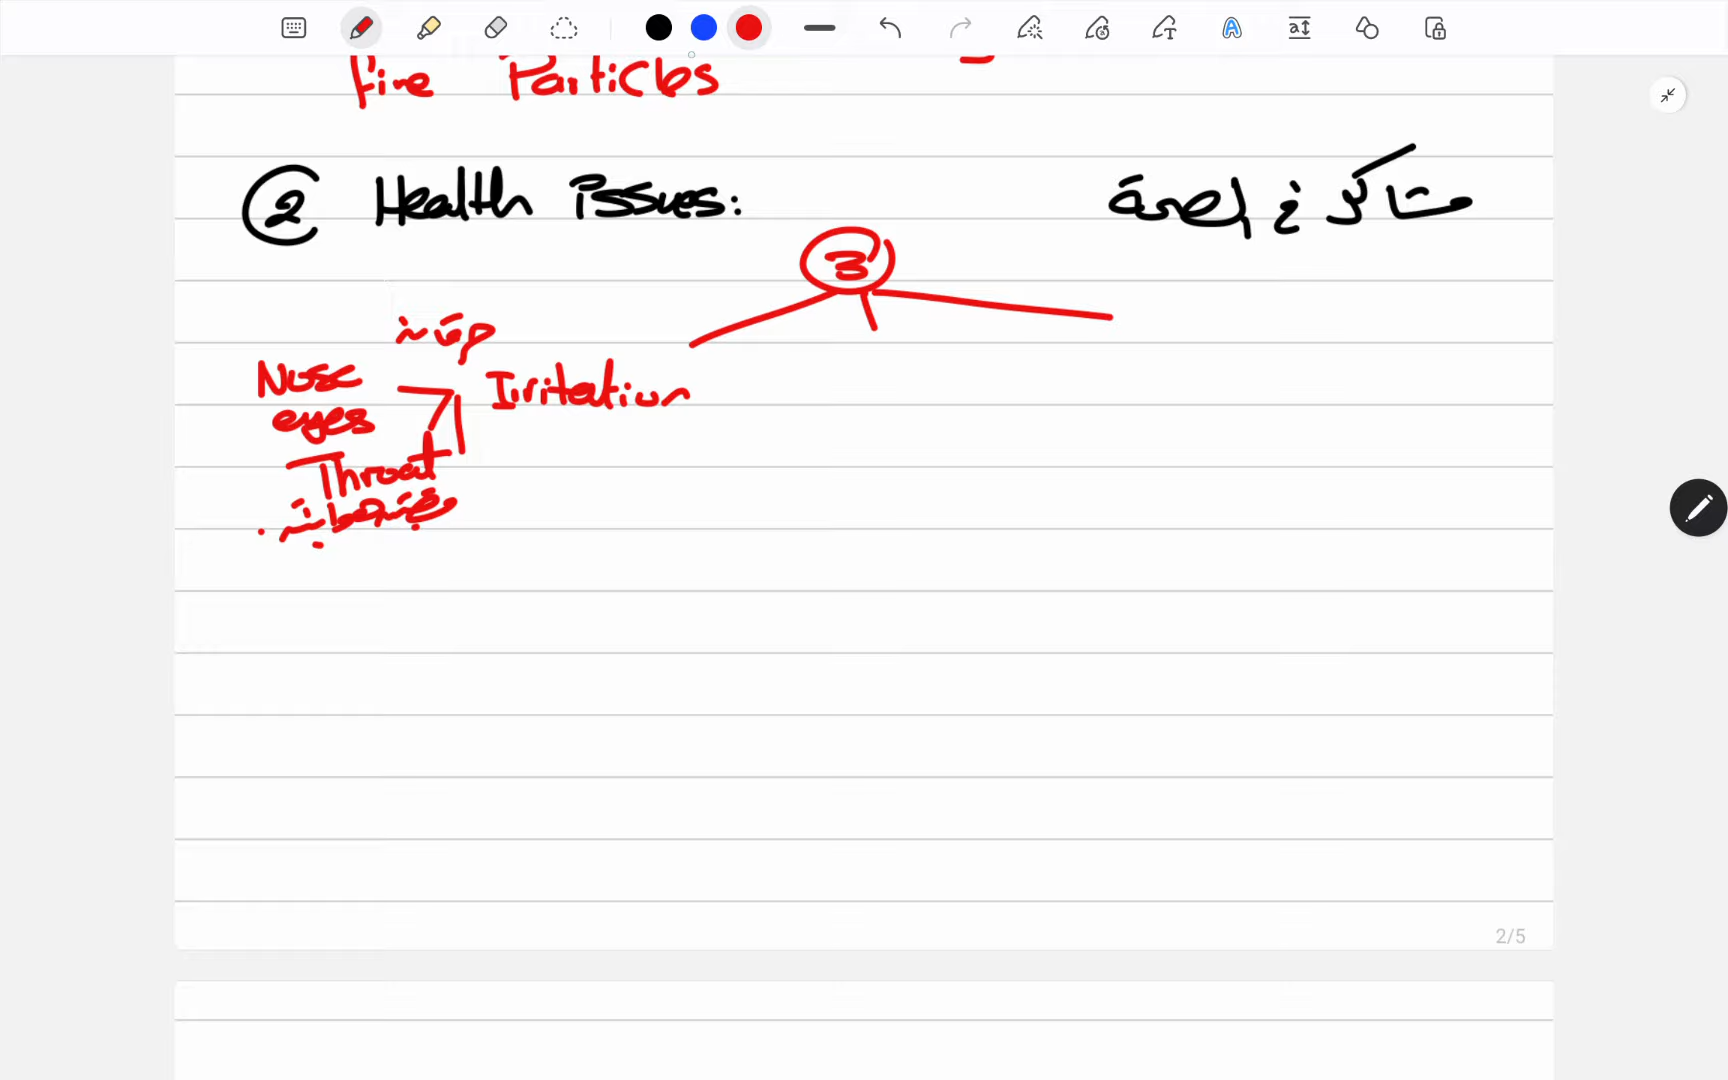 fine Particles
② Health issues: مشاكل في الصحة
3
تهيج
Nose
Irritation
eyes
Throat
2/5